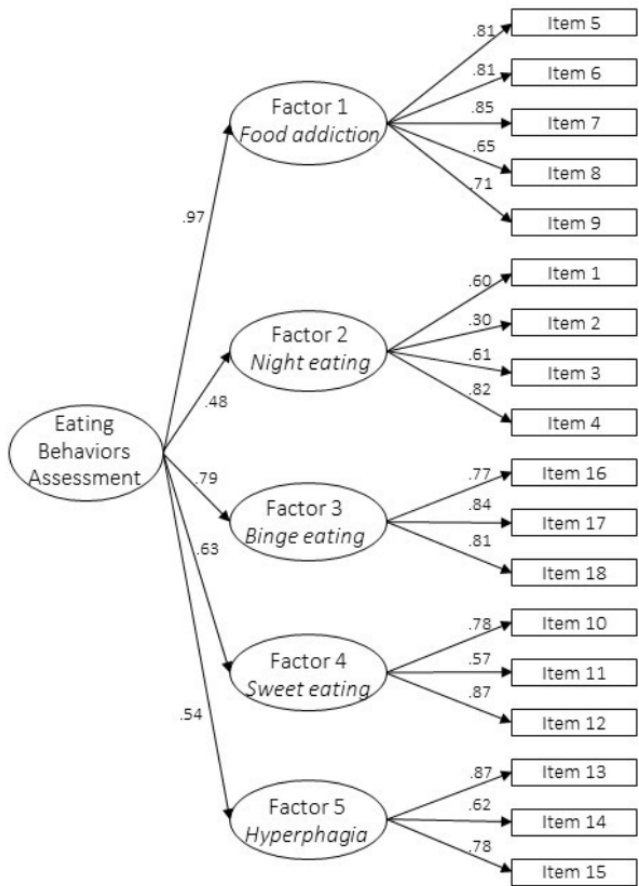 Eating
Behaviors
Assessment
.97
.48
.79
.63
.54
Factor 1
Food addiction
.81
.81
.85
.65
.71
Item 5
Item 6
Item 7
Item 8
Item 9
Factor 2
Night eating
.60
.30
.61
.82
Item 1
Item 2
Item 3
Item 4
Factor 3
Binge eating
.77
.84
.81
Item 16
Item 17
Item 18
Factor 4
Sweet eating
.78
.57
.87
Item 10
Item 11
Item 12
Factor 5
Hyperphagia
.87
.62
.78
Item 13
Item 14
Item 15